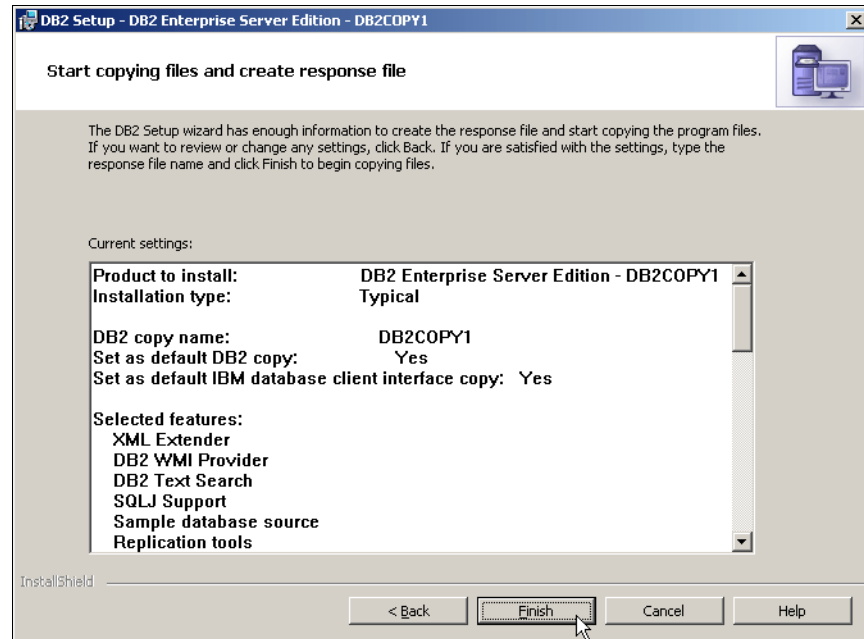 DB2 Setup - DB2 Enterprise Server Edition - DB2COPY1
Start copying files and create response file
The DB2 Setup wizard has enough information to create the response file and start copying the program files.
If you want to review or change any settings, click Back. If you are satisfied with the settings, type the
response file name and click Finish to begin copying files.
Current settings:
Product to install: DB2 Enterprise Server Edition - DB2COPY1
Installation type: Typical
DB2 copy name: DB2COPY1
Set as default DB2 copy: Yes
Set as default IBM database client interface copy: Yes
Selected features:
XML Extender
DB2 WMI Provider
DB2 Text Search
SQLJ Support
Sample database source
Replication tools
InstallShield
< Back Finish Cancel Help